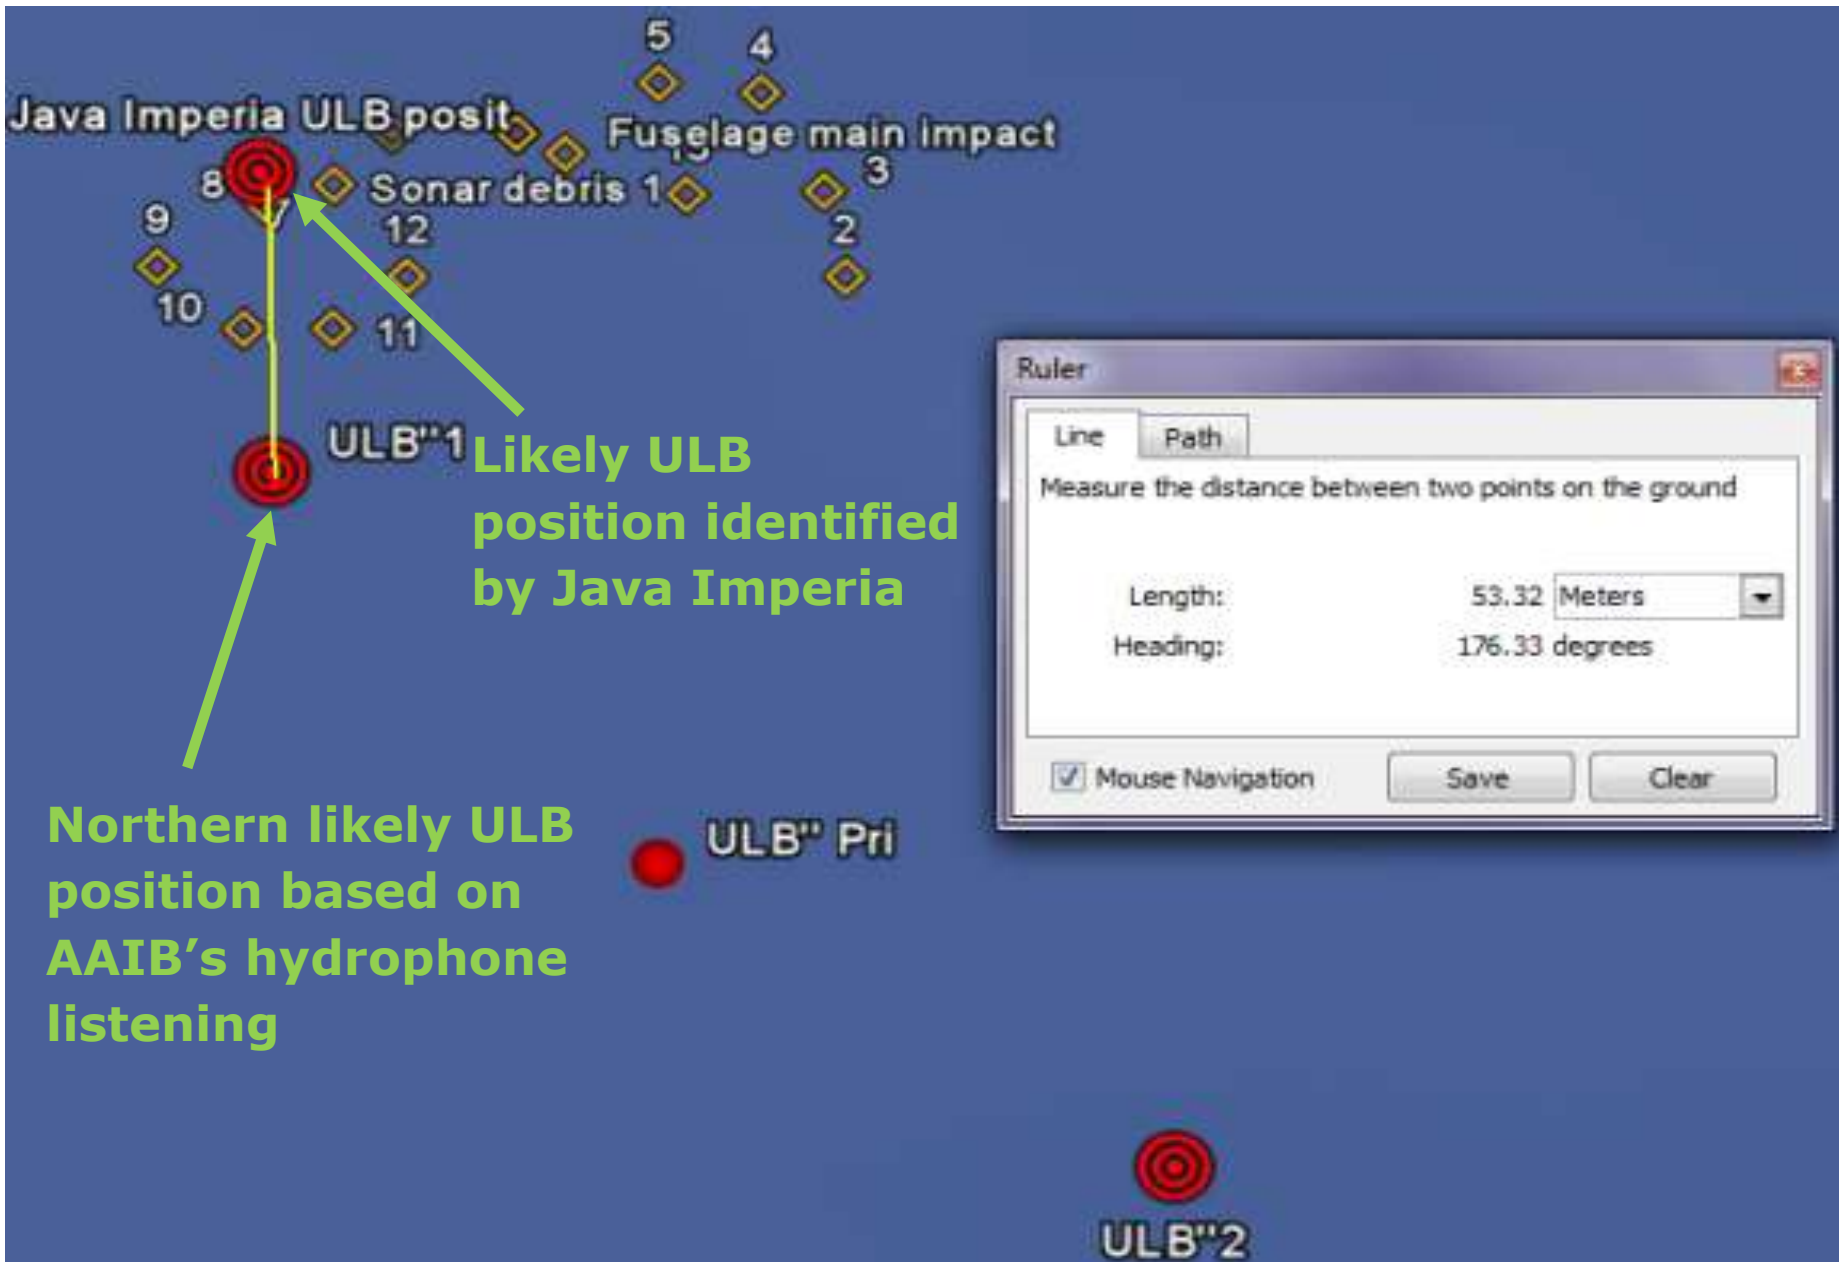 5
4
Java Imperia ULB posit
Fuselage main impact
8
Sonar debris 1
3
9
7
12
2
10
11
ULB"1
Likely ULB
position identified
by Java Imperia
Ruler
Line
Path
Measure the distance between two points on the ground
Length:
53.32
Meters
Heading:
176.33 degrees
Mouse Navigation
Save
Clear
Northern likely ULB
position based on
AAIB’s hydrophone
listening
ULB" Pri
ULB"2